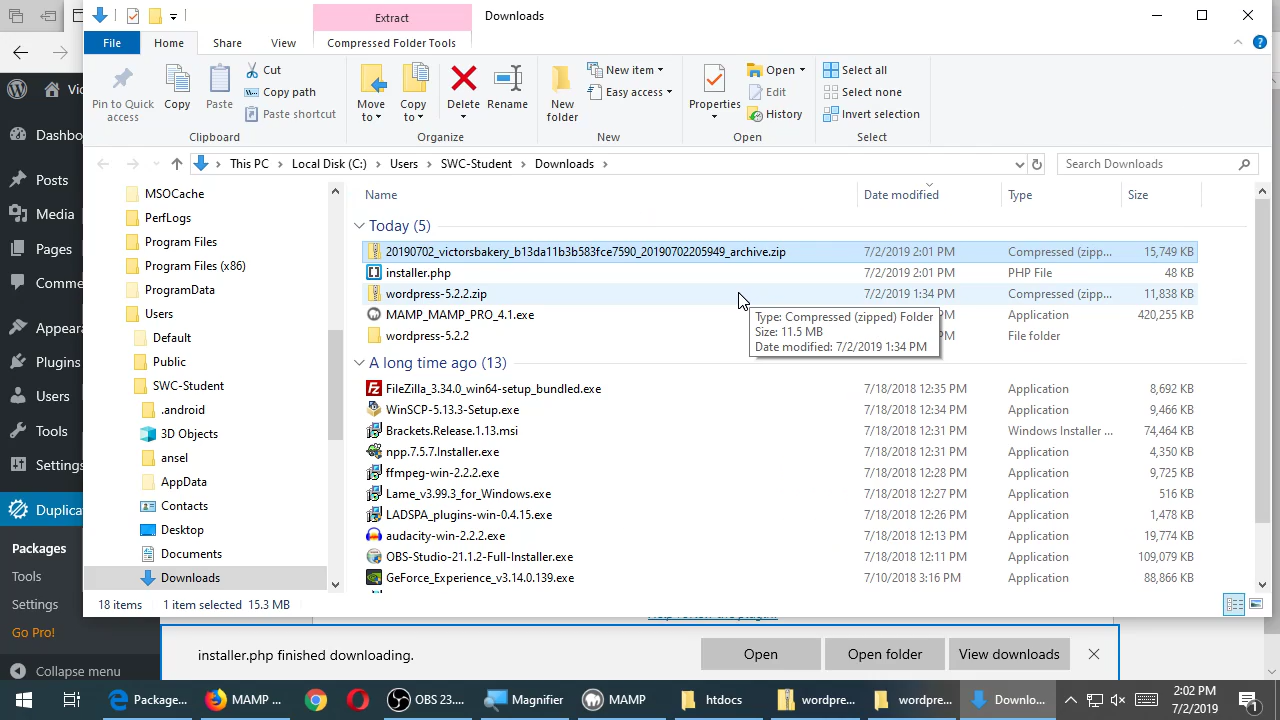 Extract
Downloads
File
Home
Share
View
Compressed Folder Tools
Pin to Quick access
Copy
Paste
Cut
Copy path
Paste shortcut
Move to
Copy to
Delete
Rename
New folder
New item
Easy access
Properties
Open
Edit
History
Select all
Select none
Invert selection
Clipboard
Organize
New
Open
Select
This PC > Local Disk (C:) > Users > SWC-Student > Downloads >
Search Downloads
Dashbo
Posts
Media
Pages
Comme
Appeara
Plugins
Users
Tools
Settings
Duplica
Packages
Tools
Settings
Go Pro!
Collapse menu
MSOCache
PerfLogs
Program Files
Program Files (x86)
ProgramData
Users
Default
Public
SWC-Student
.android
3D Objects
ansel
AppData
Contacts
Desktop
Documents
Downloads
Name Date modified Type Size
Today (5)
20190702_victorsbakery_b13da11b3b583fce7590_20190702205949_archive.zip 7/2/2019 2:01 PM Compressed (zipp... 15,749 KB
installer.php 7/2/2019 2:01 PM PHP File 48 KB
wordpress-5.2.2.zip 7/2/2019 1:34 PM Compressed (zipp... 11,838 KB
MAMP_MAMP_PRO_4.1.exe PM Application 420,255 KB
wordpress-5.2.2 PM File folder
Type: Compressed (zipped) Folder
Size: 11.5 MB
Date modified: 7/2/2019 1:34 PM
A long time ago (13)
FileZilla_3.34.0_win64-setup_bundled.exe 7/18/2018 12:35 PM Application 8,692 KB
WinSCP-5.13.3-Setup.exe 7/18/2018 12:34 PM Application 9,466 KB
Brackets.Release.1.13.msi 7/18/2018 12:31 PM Windows Installer ... 74,464 KB
npp.7.5.7.Installer.exe 7/18/2018 12:31 PM Application 4,350 KB
ffmpeg-win-2.2.2.exe 7/18/2018 12:28 PM Application 9,725 KB
Lame_v3.99.3_for_Windows.exe 7/18/2018 12:27 PM Application 516 KB
LADSPA_plugins-win-0.4.15.exe 7/18/2018 12:26 PM Application 1,478 KB
audacity-win-2.2.2.exe 7/18/2018 12:13 PM Application 19,774 KB
OBS-Studio-21.1.2-Full-Installer.exe 7/18/2018 12:11 PM Application 109,079 KB
GeForce_Experience_v3.14.0.139.exe 7/10/2018 3:16 PM Application 88,866 KB
18 items 1 item selected 15.3 MB
installer.php finished downloading.
Open
Open folder
View downloads
Package...
MAMP ...
OBS 23....
Magnifier
MAMP
htdocs
wordpre...
wordpre...
Downlo...
2:02 PM
7/2/2019
1